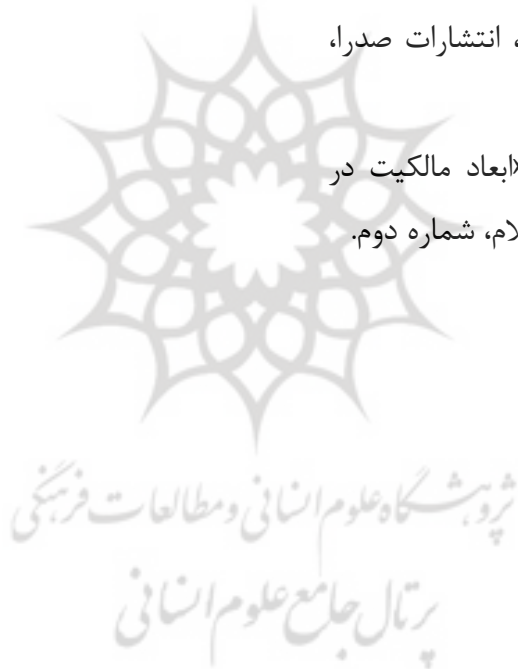 ، انتشارات صدرا،
«ابعاد مالکیت در
لام، شماره دوم.
پژوهشگاه علوم انسانی و مطالعات فرهنگی
پرتال جامع علوم انسانی